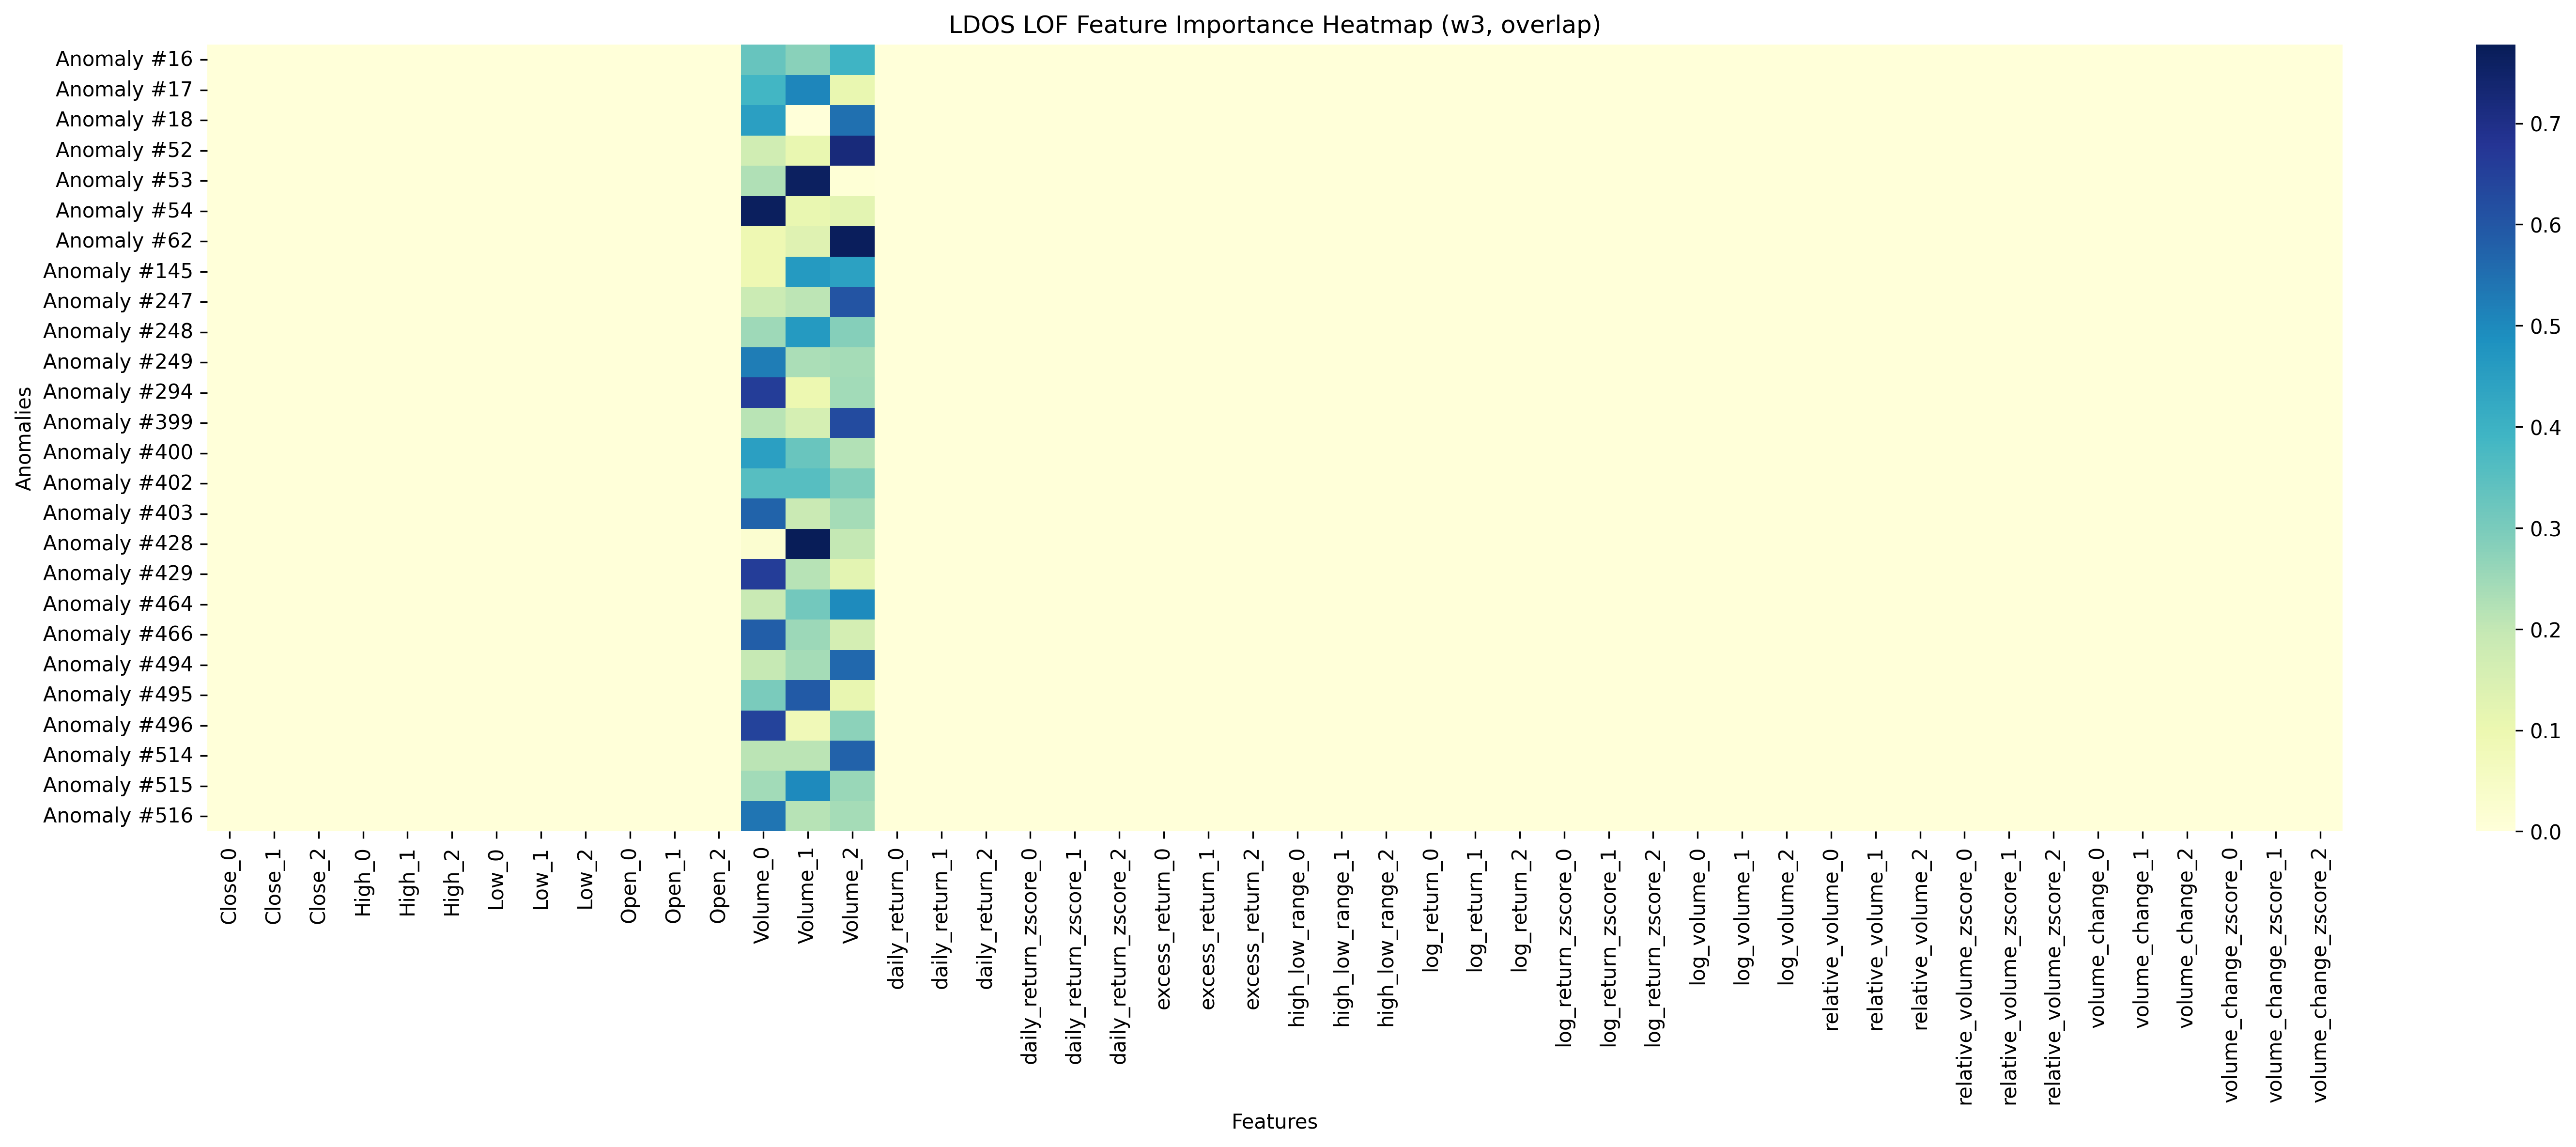 LDOS LOF Feature Importance Heatmap (w3, overlap)
Anomalies
Anomaly #16
Anomaly #17
Anomaly #18
Anomaly #52
Anomaly #53
Anomaly #54
Anomaly #62
Anomaly #145
Anomaly #247
Anomaly #248
Anomaly #249
Anomaly #294
Anomaly #399
Anomaly #400
Anomaly #402
Anomaly #403
Anomaly #428
Anomaly #429
Anomaly #464
Anomaly #466
Anomaly #494
Anomaly #495
Anomaly #496
Anomaly #514
Anomaly #515
Anomaly #516
0.7
0.6
0.5
0.4
0.3
0.2
0.1
0.0
Close_0
Close_1
Close_2
High_0
High_1
High_2
Low_0
Low_1
Low_2
Open_0
Open_1
Open_2
Volume_0
Volume_1
Volume_2
daily_return_0
daily_return_1
daily_return_2
daily_return_zscore_0
daily_return_zscore_1
daily_return_zscore_2
excess_return_0
excess_return_1
excess_return_2
high_low_range_0
high_low_range_1
high_low_range_2
log_return_0
log_return_1
log_return_2
log_return_zscore_0
log_return_zscore_1
log_return_zscore_2
log_volume_0
log_volume_1
log_volume_2
relative_volume_0
relative_volume_1
relative_volume_2
relative_volume_zscore_0
relative_volume_zscore_1
relative_volume_zscore_2
volume_change_0
volume_change_1
volume_change_2
volume_change_zscore_0
volume_change_zscore_1
volume_change_zscore_2
Features